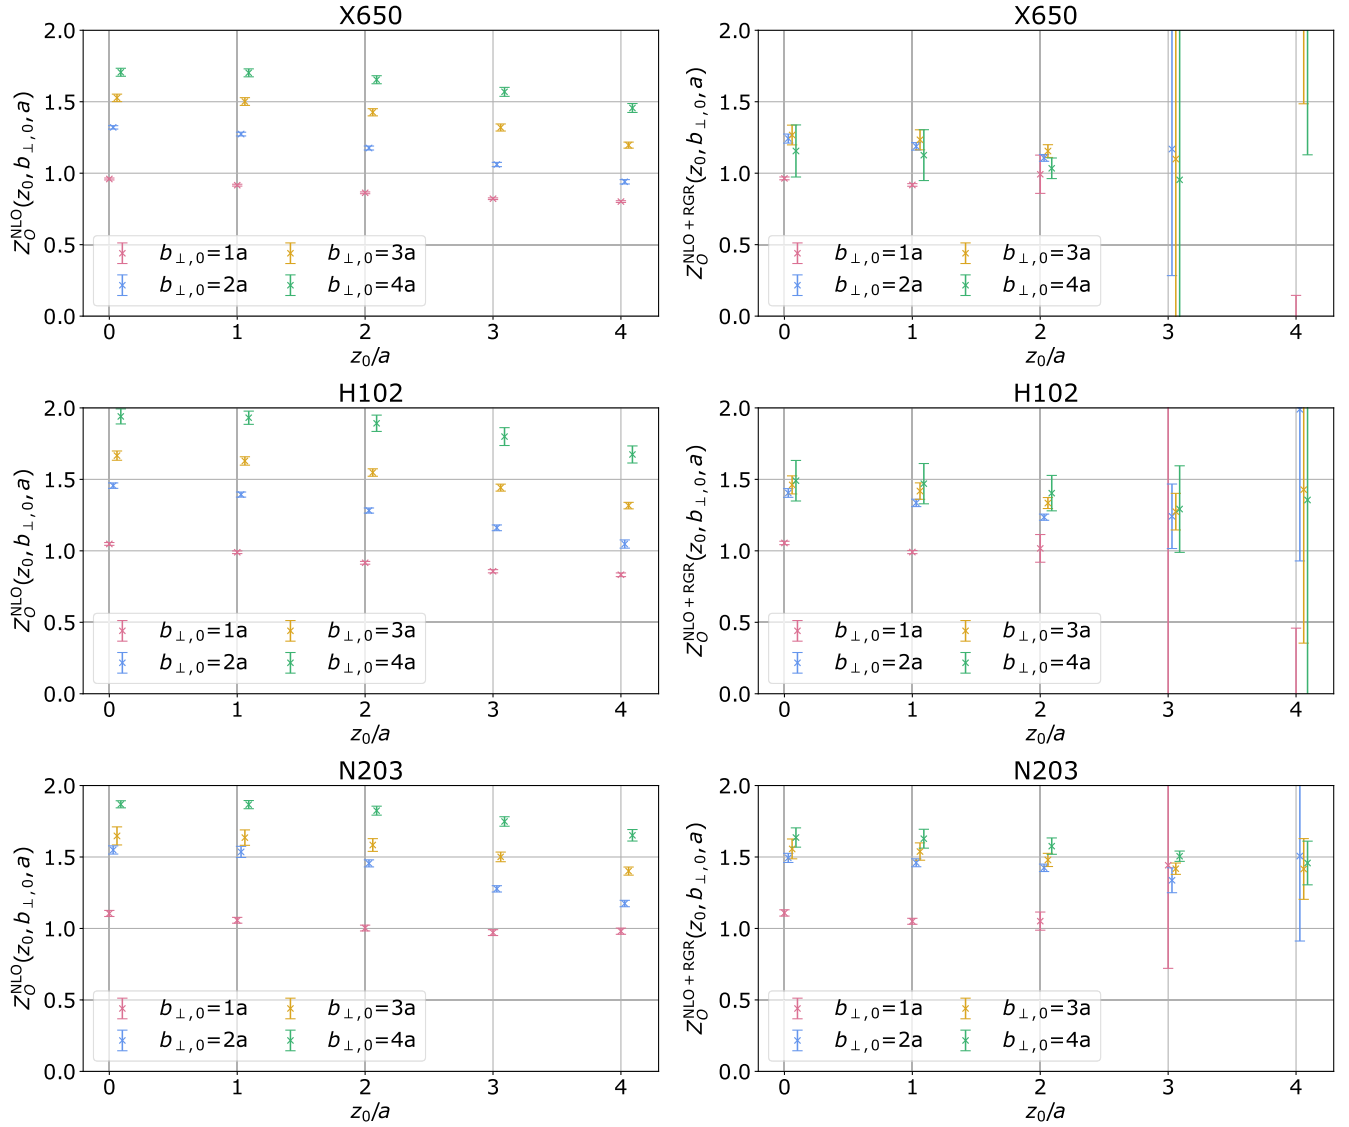 X650
Z_O^NLO(z_0, b_⊥,0, a)
2.0
1.5
1.0
0.5
0.0
b_⊥,0=1a
b_⊥,0=2a
b_⊥,0=3a
b_⊥,0=4a
0 1 2 3 4
z_0/a
X650
Z_O^NLO+RGR(z_0, b_⊥,0, a)
2.0
1.5
1.0
0.5
0.0
b_⊥,0=1a
b_⊥,0=2a
b_⊥,0=3a
b_⊥,0=4a
0 1 2 3 4
z_0/a
H102
Z_O^NLO(z_0, b_⊥,0, a)
2.0
1.5
1.0
0.5
0.0
b_⊥,0=1a
b_⊥,0=2a
b_⊥,0=3a
b_⊥,0=4a
0 1 2 3 4
z_0/a
H102
Z_O^NLO+RGR(z_0, b_⊥,0, a)
2.0
1.5
1.0
0.5
0.0
b_⊥,0=1a
b_⊥,0=2a
b_⊥,0=3a
b_⊥,0=4a
0 1 2 3 4
z_0/a
N203
Z_O^NLO(z_0, b_⊥,0, a)
2.0
1.5
1.0
0.5
0.0
b_⊥,0=1a
b_⊥,0=2a
b_⊥,0=3a
b_⊥,0=4a
0 1 2 3 4
z_0/a
N203
Z_O^NLO+RGR(z_0, b_⊥,0, a)
2.0
1.5
1.0
0.5
0.0
b_⊥,0=1a
b_⊥,0=2a
b_⊥,0=3a
b_⊥,0=4a
0 1 2 3 4
z_0/a